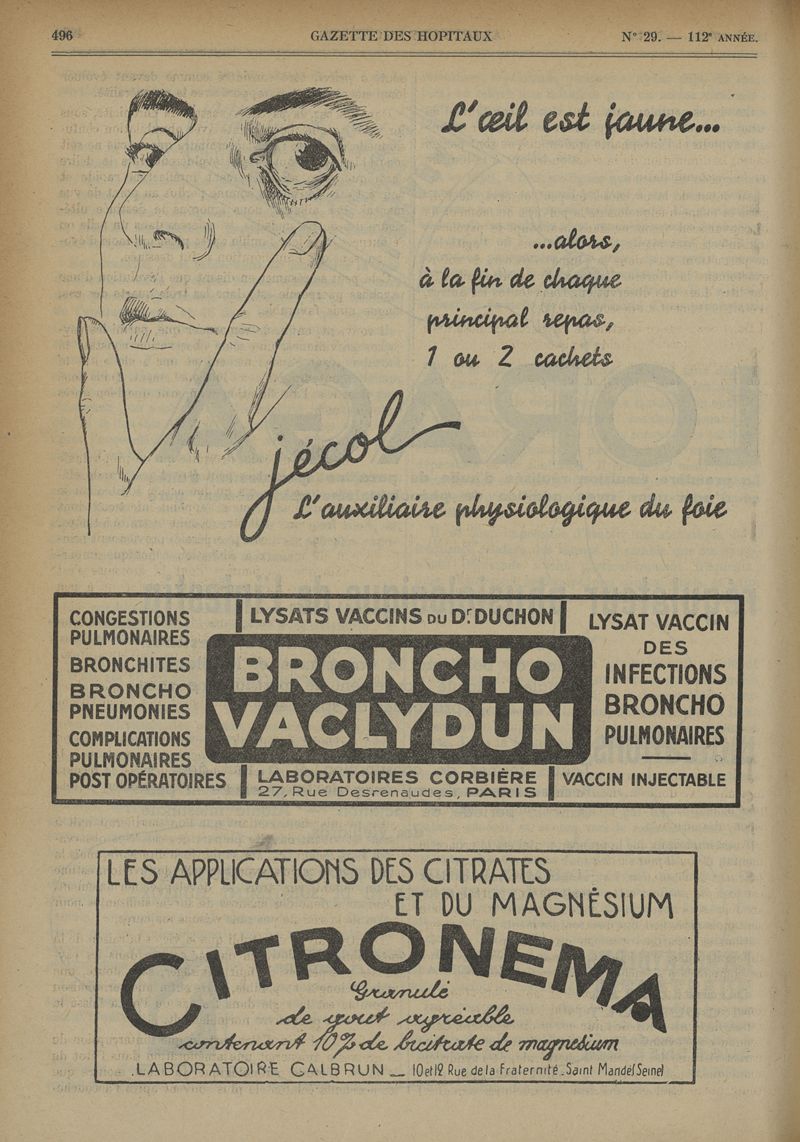 496
GAZETTE DES HOPITAUX
N° 29. — 112e ANNÉE.
L'œil est jaune...
...alors,
à la fin de chaque
principal repas,
1 ou 2 cachets
jécol
L'auxiliaire physiologique du foie
CONGESTIONS
PULMONAIRES
BRONCHITES
BRONCHO
PNEUMONIES
COMPLICATIONS
PULMONAIRES
POST OPÉRATOIRES
LYSATS VACCINS DU Dr DUCHON
BRONCHO
VACLYDUN
LABORATOIRES CORBIÈRE
27, Rue Desrenaudes, PARIS
LYSAT VACCIN
DES
INFECTIONS
BRONCHO
PULMONAIRES
VACCIN INJECTABLE
LES APPLICATIONS DES CITRATES
ET DU MAGNÉSIUM
CITRONEMA
Granulé
de gout agréable
contenant 10% de bicitrate de magnesium
LABORATOIRE CALBRUN _ 10 et 12 Rue de la Fraternité _ Saint Mandé (Seine)